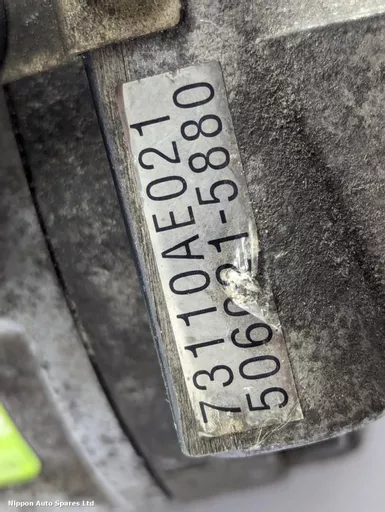 73110AE021
506021-5880
Nippon Auto Spares Ltd